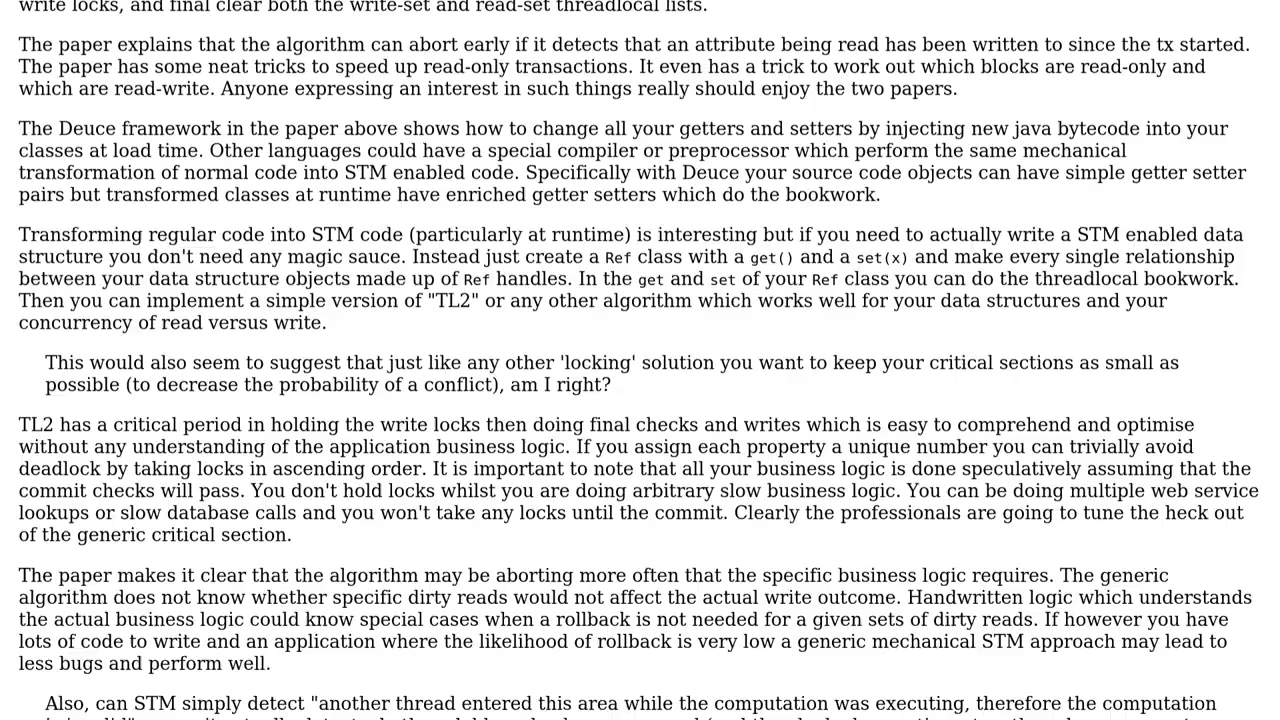 write locks, and final clear both the write-set and read-set threadlocal lists.
The paper explains that the algorithm can abort early if it detects that an attribute being read has been written to since the tx started.
The paper has some neat tricks to speed up read-only transactions. It even has a trick to work out which blocks are read-only and
which are read-write. Anyone expressing an interest in such things really should enjoy the two papers.
The Deuce framework in the paper above shows how to change all your getters and setters by injecting new java bytecode into your
classes at load time. Other languages could have a special compiler or preprocessor which perform the same mechanical
transformation of normal code into STM enabled code. Specifically with Deuce your source code objects can have simple getter setter
pairs but transformed classes at runtime have enriched getter setters which do the bookwork.
Transforming regular code into STM code (particularly at runtime) is interesting but if you need to actually write a STM enabled data
structure you don't need any magic sauce. Instead just create a Ref class with a get() and a set(x) and make every single relationship
between your data structure objects made up of Ref handles. In the get and set of your Ref class you can do the threadlocal bookwork.
Then you can implement a simple version of "TL2" or any other algorithm which works well for your data structures and your
concurrency of read versus write.
This would also seem to suggest that just like any other 'locking' solution you want to keep your critical sections as small as
possible (to decrease the probability of a conflict), am I right?
TL2 has a critical period in holding the write locks then doing final checks and writes which is easy to comprehend and optimise
without any understanding of the application business logic. If you assign each property a unique number you can trivially avoid
deadlock by taking locks in ascending order. It is important to note that all your business logic is done speculatively assuming that the
commit checks will pass. You don't hold locks whilst you are doing arbitrary slow business logic. You can be doing multiple web service
lookups or slow database calls and you won't take any locks until the commit. Clearly the professionals are going to tune the heck out
of the generic critical section.
The paper makes it clear that the algorithm may be aborting more often that the specific business logic requires. The generic
algorithm does not know whether specific dirty reads would not affect the actual write outcome. Handwritten logic which understands
the actual business logic could know special cases when a rollback is not needed for a given sets of dirty reads. If however you have
lots of code to write and an application where the likelihood of rollback is very low a generic mechanical STM approach may lead to
less bugs and perform well.
Also, can STM simply detect "another thread entered this area while the computation was executing, therefore the computation